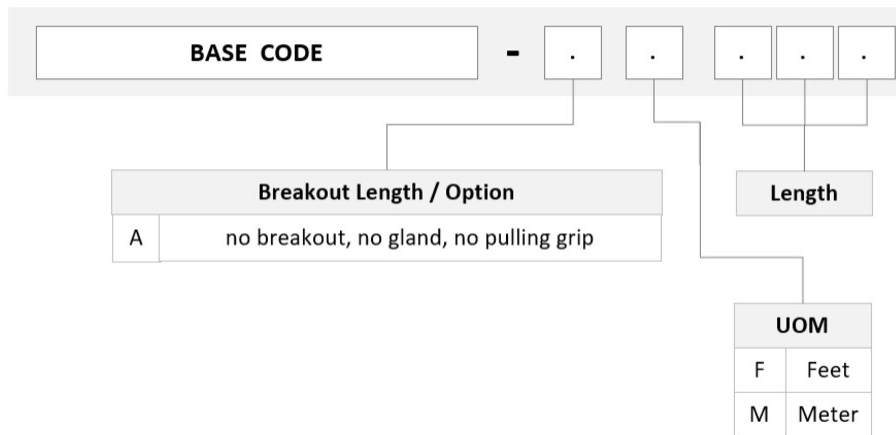 BASE CODE - . . . . .
Breakout Length / Option
A no breakout, no gland, no pulling grip
Length
UOM
F Feet
M Meter